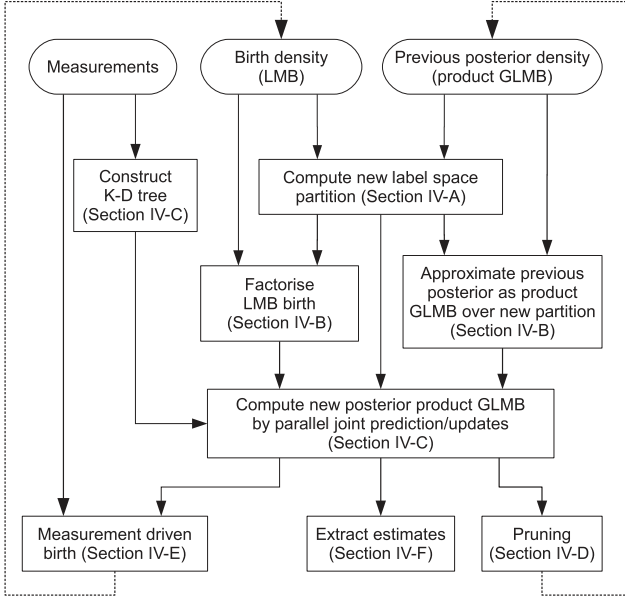 Measurements
Birth density
(LMB)
Previous posterior density
(product GLMB)
Construct
K-D tree
(Section IV-C)
Compute new label space
partition (Section IV-A)
Factorise
LMB birth
(Section IV-B)
Approximate previous
posterior as product
GLMB over new partition
(Section IV-B)
Compute new posterior product GLMB
by parallel joint prediction/updates
(Section IV-C)
Measurement driven
birth (Section IV-E)
Extract estimates
(Section IV-F)
Pruning
(Section IV-D)